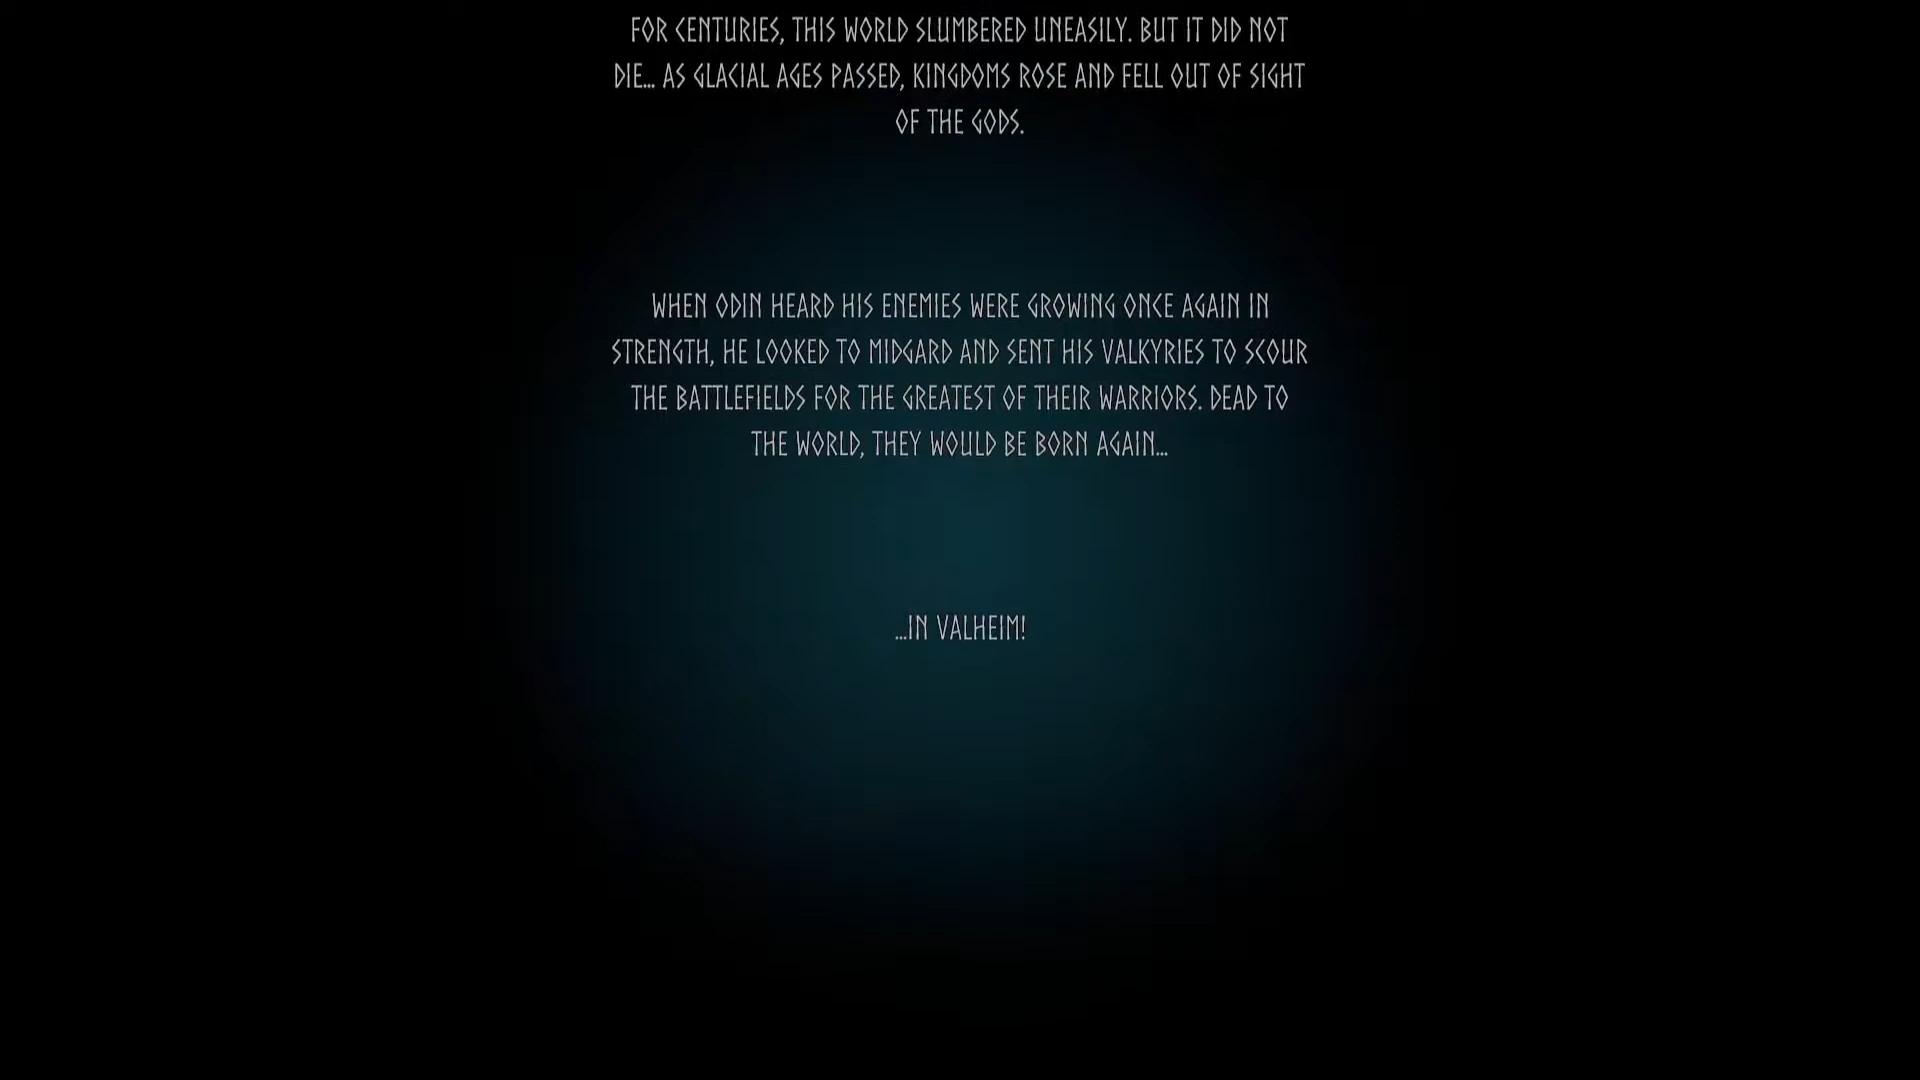 FOR CENTURIES, THIS WORLD SLUMBERED UNEASILY. BUT IT DID NOT
DIE... AS GLACIAL AGES PASSED, KINGDOMS ROSE AND FELL OUT OF SIGHT
OF THE GODS.
WHEN ODIN HEARD HIS ENEMIES WERE GROWING ONCE AGAIN IN
STRENGTH, HE LOOKED TO MIDGARD AND SENT HIS VALKYRIES TO SCOUR
THE BATTLEFIELDS FOR THE GREATEST OF THEIR WARRIORS. DEAD TO
THE WORLD, THEY WOULD BE BORN AGAIN...
...IN VALHEIM!